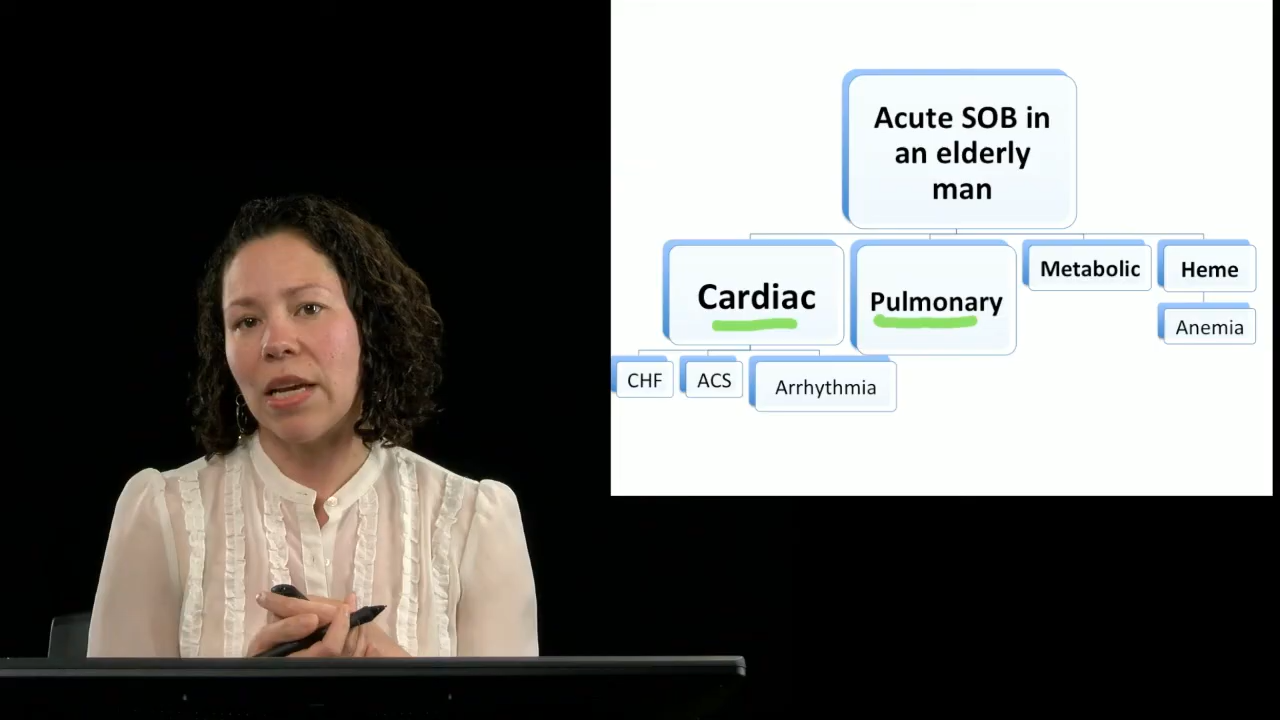 Acute SOB in
an elderly
man
Cardiac
Pulmonary
Metabolic
Heme
Anemia
CHF
ACS
Arrhythmia